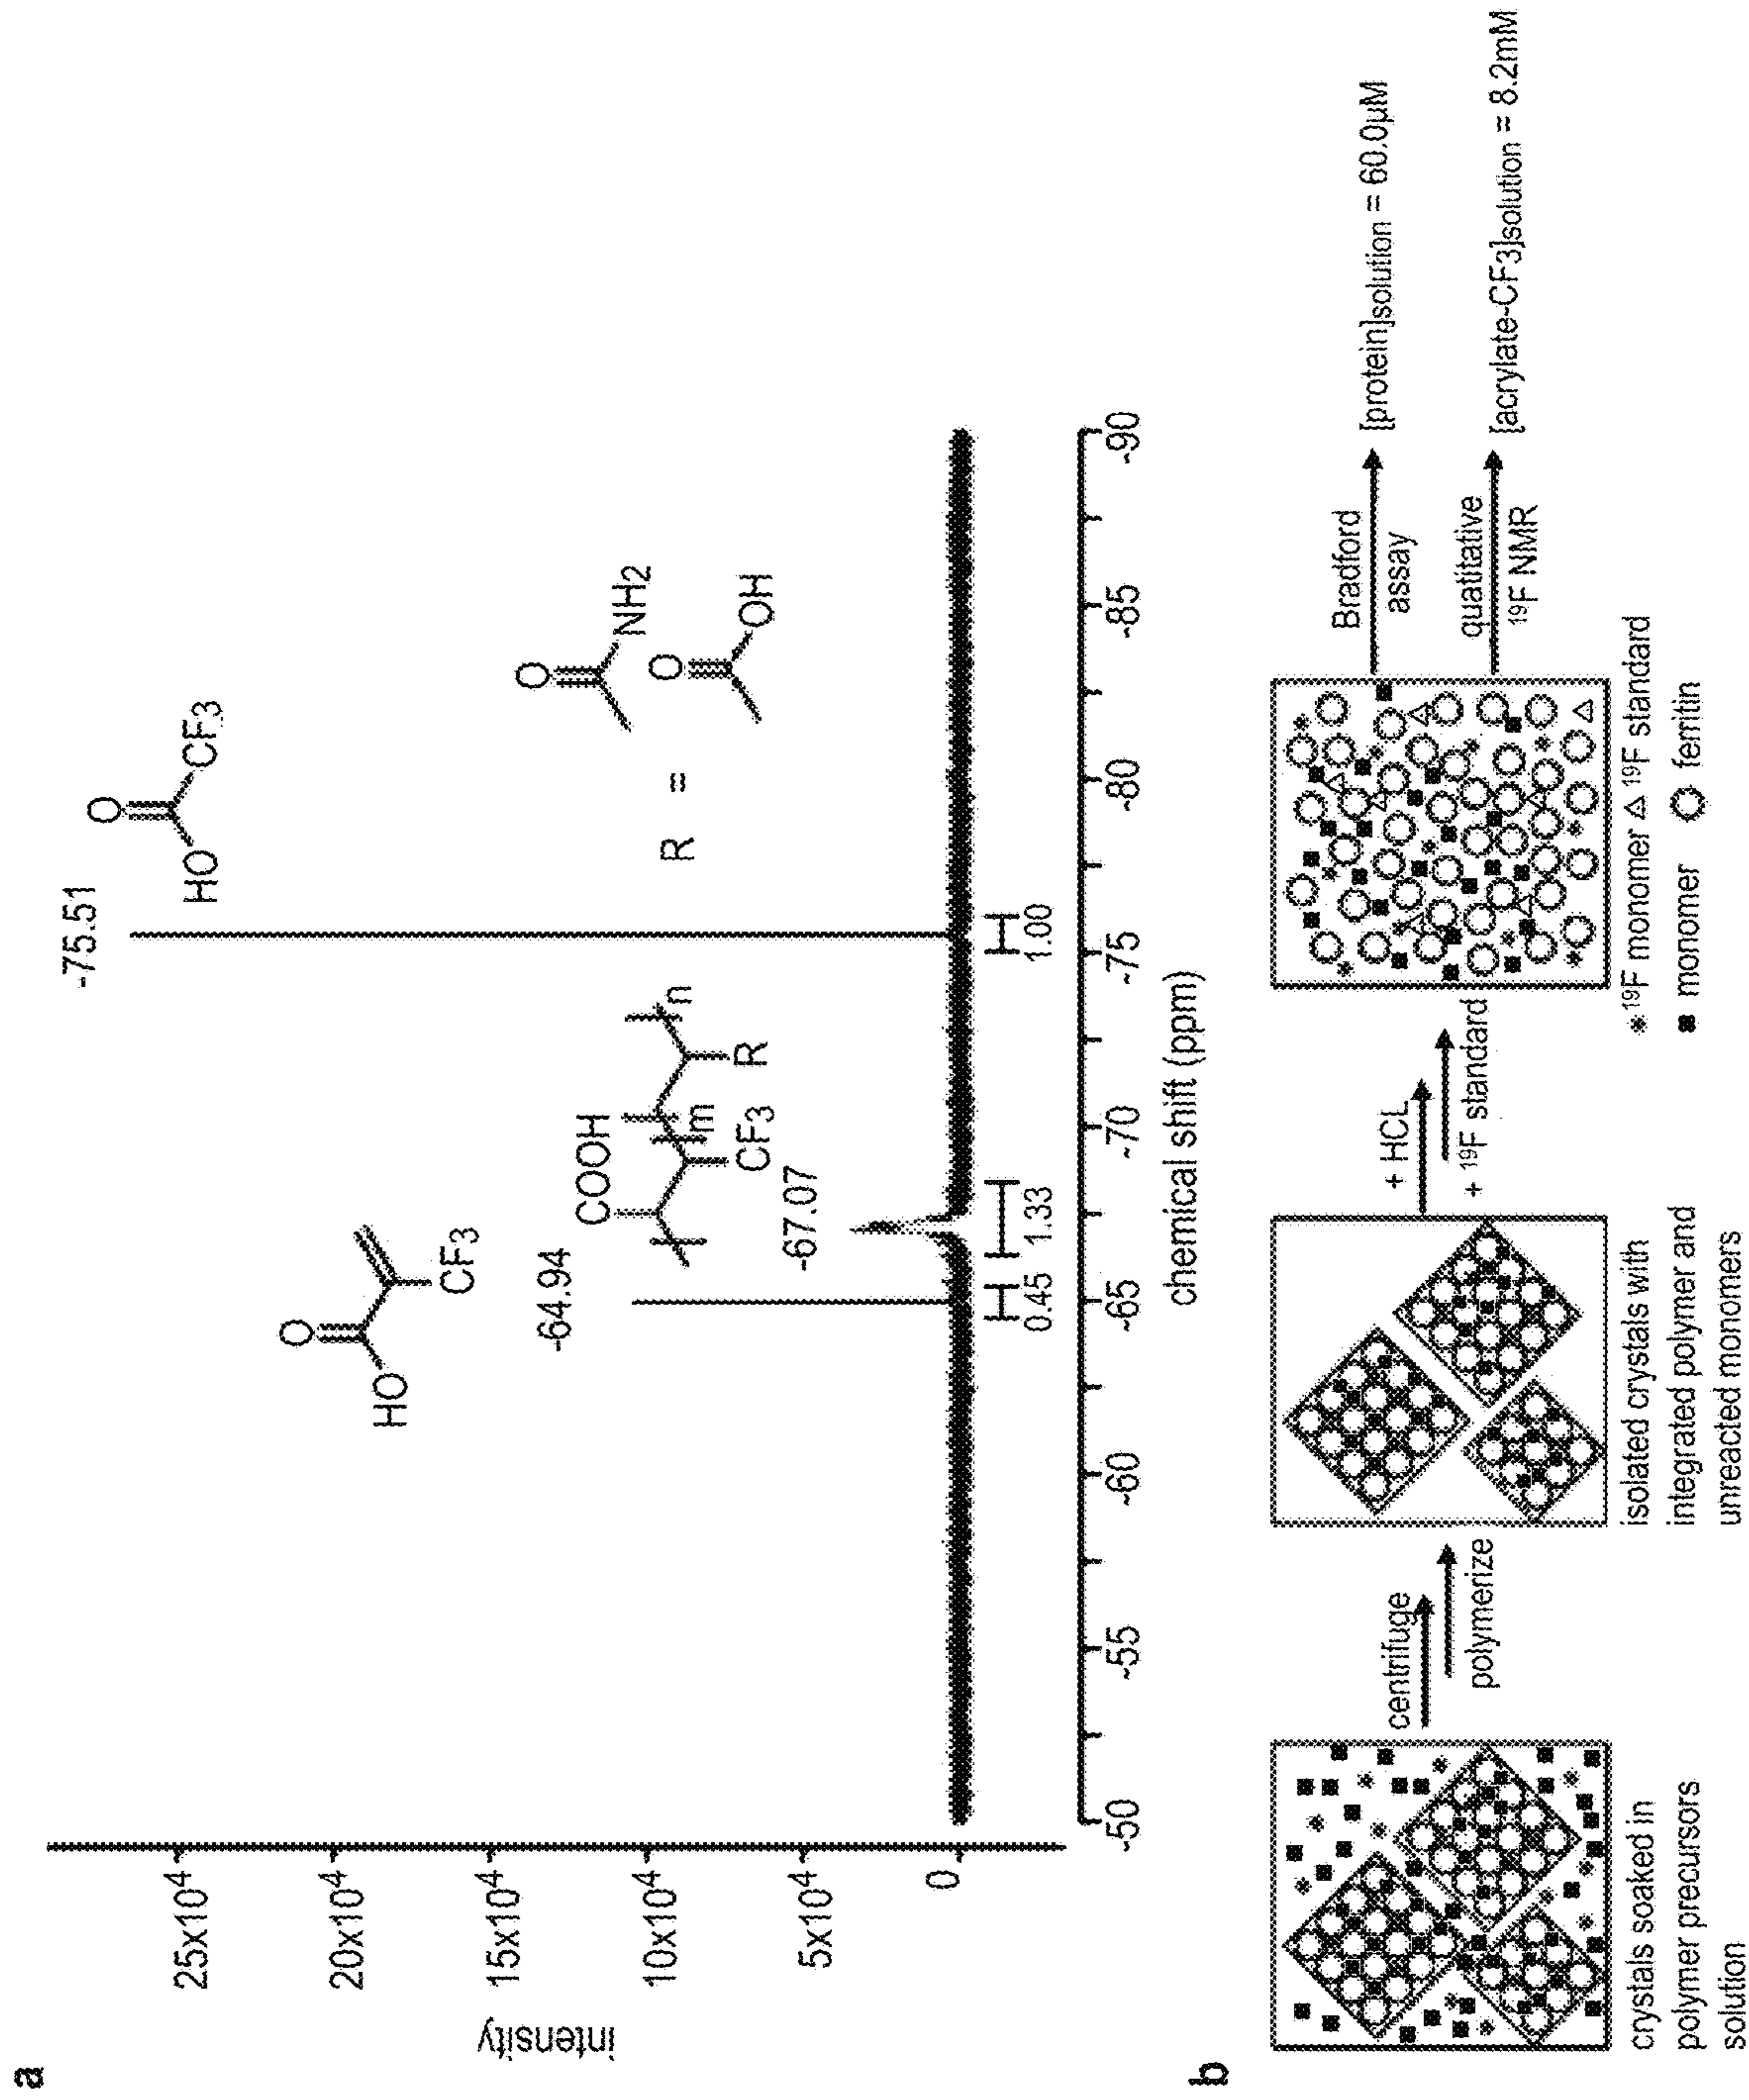 a
intensity
25x10⁴
20x10⁴
15x10⁴
10x10⁴
5x10⁴
0
-75.51
HO
O
CF3
O
HO
CF3
-64.94
COOH
CF3
m
R
n
-67.07
R =
O
NH2
O
OH
0.45
1.33
1.00
-50
-55
-60
-65
-70
-75
-80
-85
-90
chemical shift (ppm)
b
centrifuge
polymerize
+ HCL
+ ¹⁹F standard
Bradford
assay
[protein]solution = 60.0µM
quatitative
¹⁹F NMR
[acrylate-CF3]solution = 8.2mM
crystals soaked in
polymer precursors
solution
isolated crystals with
integrated polymer and
unreacted monomers
¹⁹F monomer
¹⁹F standard
monomer
ferritin